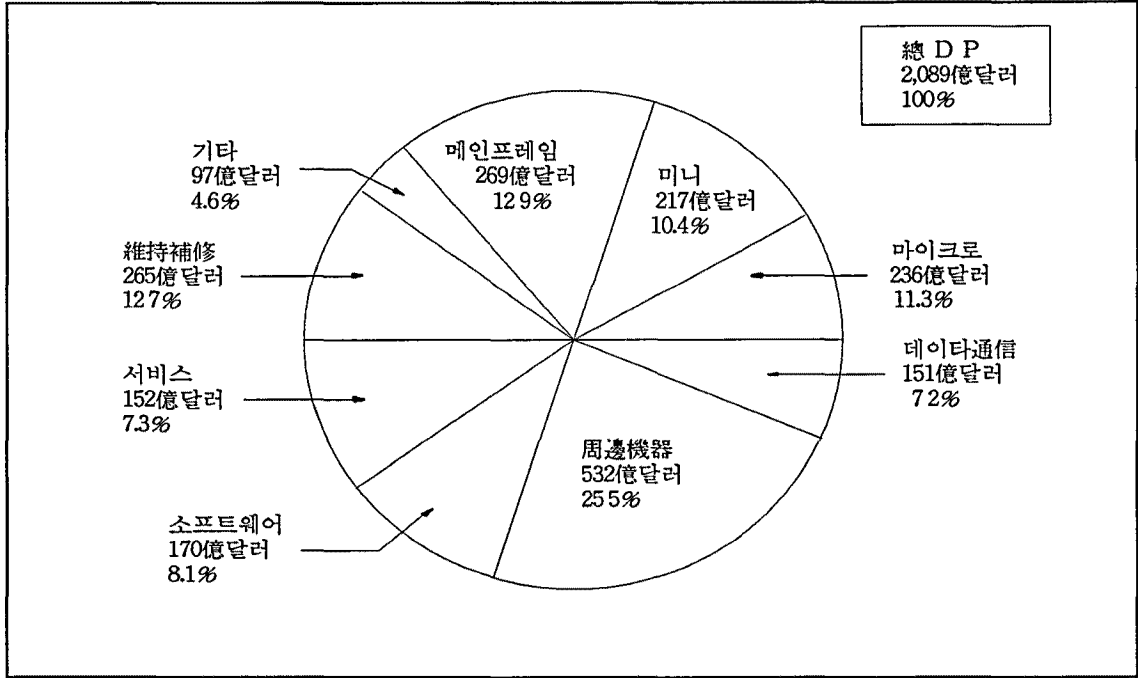 總 D P
2,089億달러
100%
메인프레임
269億달러
12 9%
미니
217億달러
10.4%
마이크로
236億달러
11.3%
데이타通信
151億달러
7 2%
周邊機器
532億달러
25 5%
소프트웨어
170億달러
8.1%
서비스
152億달러
7.3%
維持補修
265億달러
12 7%
기타
97億달러
4.6%